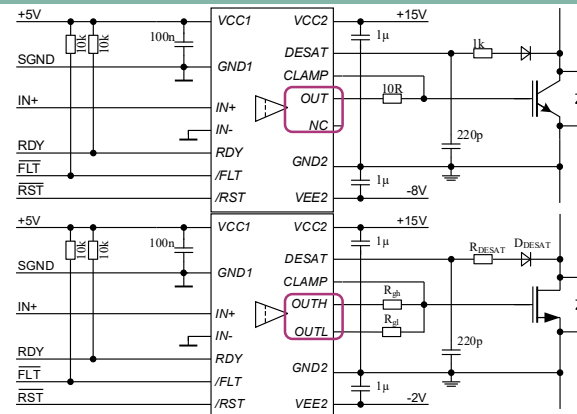 +5V VCC1 VCC2 +15V
10k 10k 100n 1µ 1k
SGND GND1 DESAT
CLAMP
IN+ IN+ OUT 10R
IN- NC
RDY RDY 220p
FLT /FLT GND2
1µ
RST /RST VEE2 -8V
+5V VCC1 VCC2 +15V
10k 10k 100n 1µ RDESAT DDESAT
SGND GND1 DESAT
CLAMP
IN+ IN+ OUTH Rgh
IN- OUTL Rgl
RDY RDY 220p
FLT /FLT GND2
1µ
RST /RST VEE2 -2V